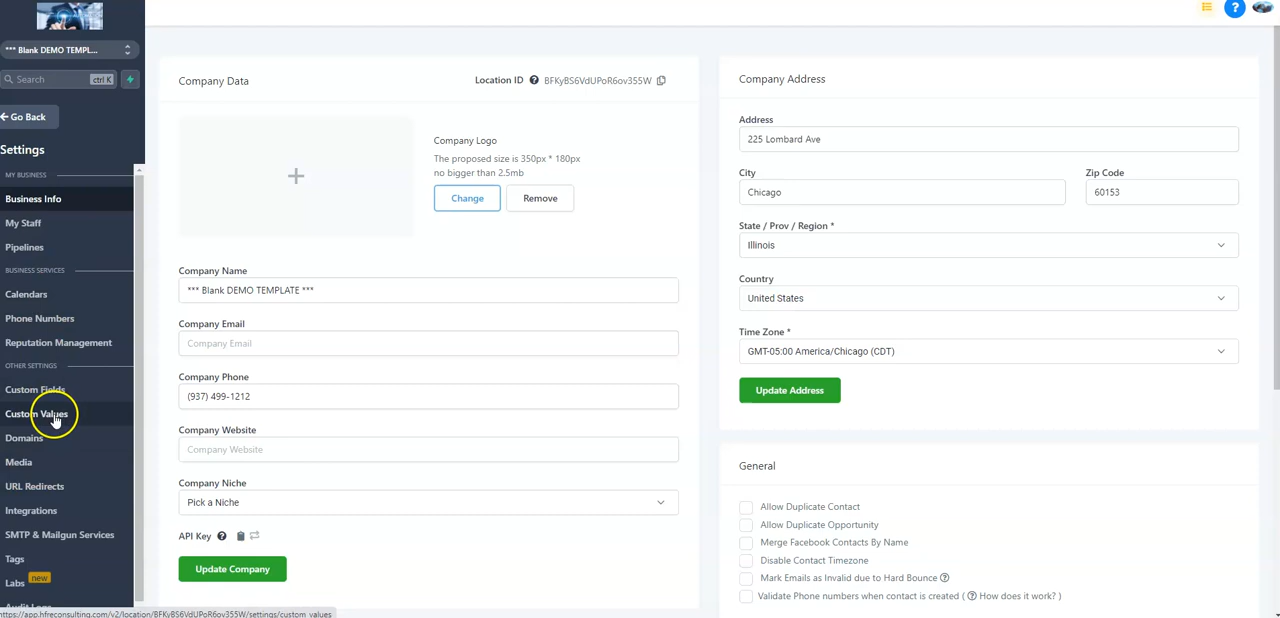 *** Blank DEMO TEMPL...
Search
ctrl K
Go Back
Settings
MY BUSINESS
Business Info
My Staff
Pipelines
BUSINESS SERVICES
Calendars
Phone Numbers
Reputation Management
OTHER SETTINGS
Custom Fields
Custom Values
Domains
Media
URL Redirects
Integrations
SMTP & Mailgun Services
Tags
Labs new
Audit Logs
https://app.hfreconsulting.com/v2/location/BFKyBS6VdUPoR6ov355W/settings/custom_values
Company Data
Location ID ? BFKyBS6VdUPoR6ov355W
Company Logo
The proposed size is 350px * 180px
no bigger than 2.5mb
Change
Remove
Company Name
*** Blank DEMO TEMPLATE ***
Company Email
Company Email
Company Phone
(937) 499-1212
Company Website
Company Website
Company Niche
Pick a Niche
API Key ?
Update Company
?
Company Address
Address
225 Lombard Ave
City
Chicago
Zip Code
60153
State / Prov / Region *
Illinois
Country
United States
Time Zone *
GMT-05:00 America/Chicago (CDT)
Update Address
General
Allow Duplicate Contact
Allow Duplicate Opportunity
Merge Facebook Contacts By Name
Disable Contact Timezone
Mark Emails as Invalid due to Hard Bounce ?
Validate Phone numbers when contact is created ( ? How does it work? )